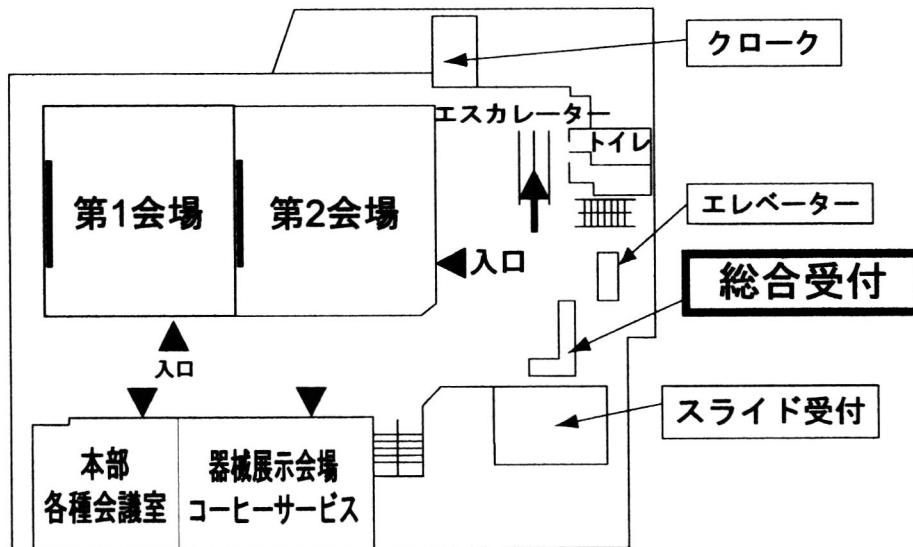 クローク
エスカレーター
トイレ
第1会場
第2会場
エレベーター
入口
総合受付
入口
スライド受付
本部
各種会議室
器械展示会場
コーヒーサービス